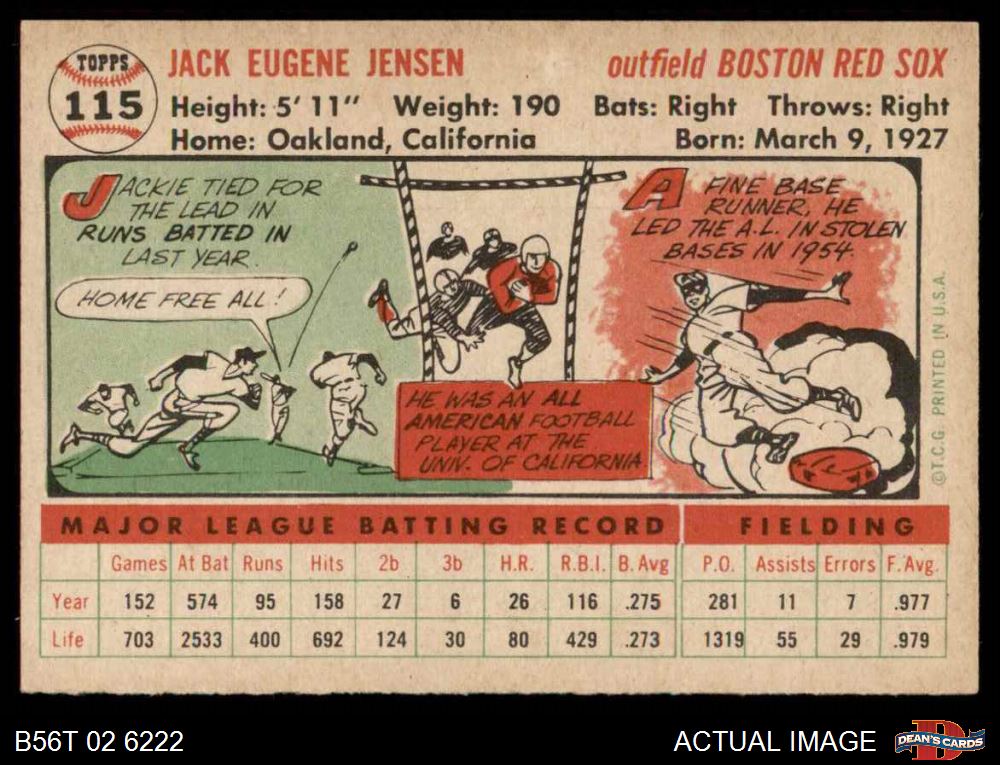 TOPPS
115
JACK EUGENE JENSEN
outfield BOSTON RED SOX
Height: 5' 11" Weight: 190 Bats: Right Throws: Right
Home: Oakland, California Born: March 9, 1927
JACKIE TIED FOR
THE LEAD IN
RUNS BATTED IN
LAST YEAR.
HOME FREE ALL!
HE WAS AN ALL
AMERICAN FOOTBALL
PLAYER AT THE
UNIV. OF CALIFORNIA
A FINE BASE
RUNNER, HE
LED THE A.L. IN STOLEN
BASES IN 1954.
©T.C.G. PRINTED IN U.S.A.
MAJOR LEAGUE BATTING RECORD FIELDING
Games At Bat Runs Hits 2b 3b H.R. R.B.I. B. Avg P.O. Assists Errors F. Avg.
Year 152 574 95 158 27 6 26 116 .275 281 11 7 .977
Life 703 2533 400 692 124 30 80 429 .273 1319 55 29 .979
B56T 02 6222
ACTUAL IMAGE
DEAN'S CARDS